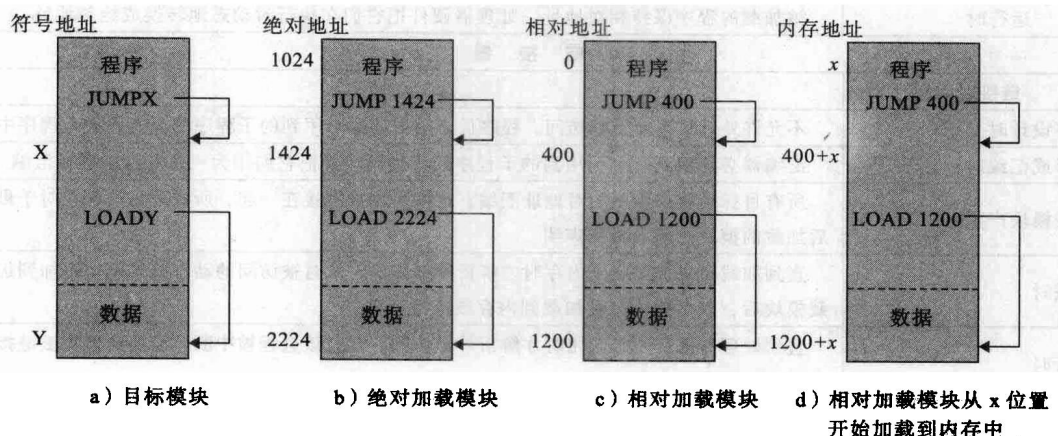 符号地址
程序
JUMPX
X
LOADY
数据
Y
a）目标模块
绝对地址
1024
程序
JUMP 1424
1424
LOAD 2224
数据
2224
b）绝对加载模块
相对地址
0
程序
JUMP 400
400
LOAD 1200
数据
1200
c）相对加载模块
内存地址
x
程序
JUMP 400
400+x
LOAD 1200
数据
1200+x
d）相对加载模块从 x 位置
开始加载到内存中